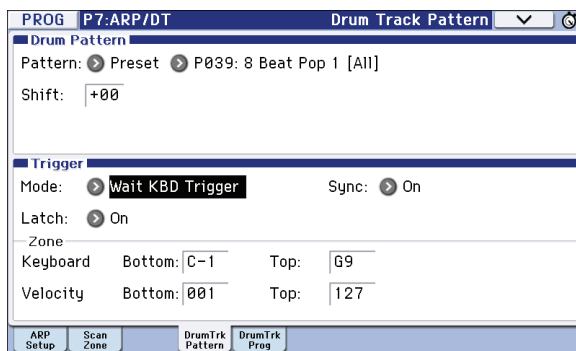 PROG P7:ARP/DT Drum Track Pattern
Drum Pattern
Pattern: Preset P039: 8 Beat Pop 1 [All]
Shift: +00
Trigger
Mode: Wait KBD Trigger Sync: On
Latch: On
Zone
Keyboard Bottom: C-1 Top: G9
Velocity Bottom: 001 Top: 127
ARP Setup Scan Zone DrumTrk Pattern DrumTrk Prog